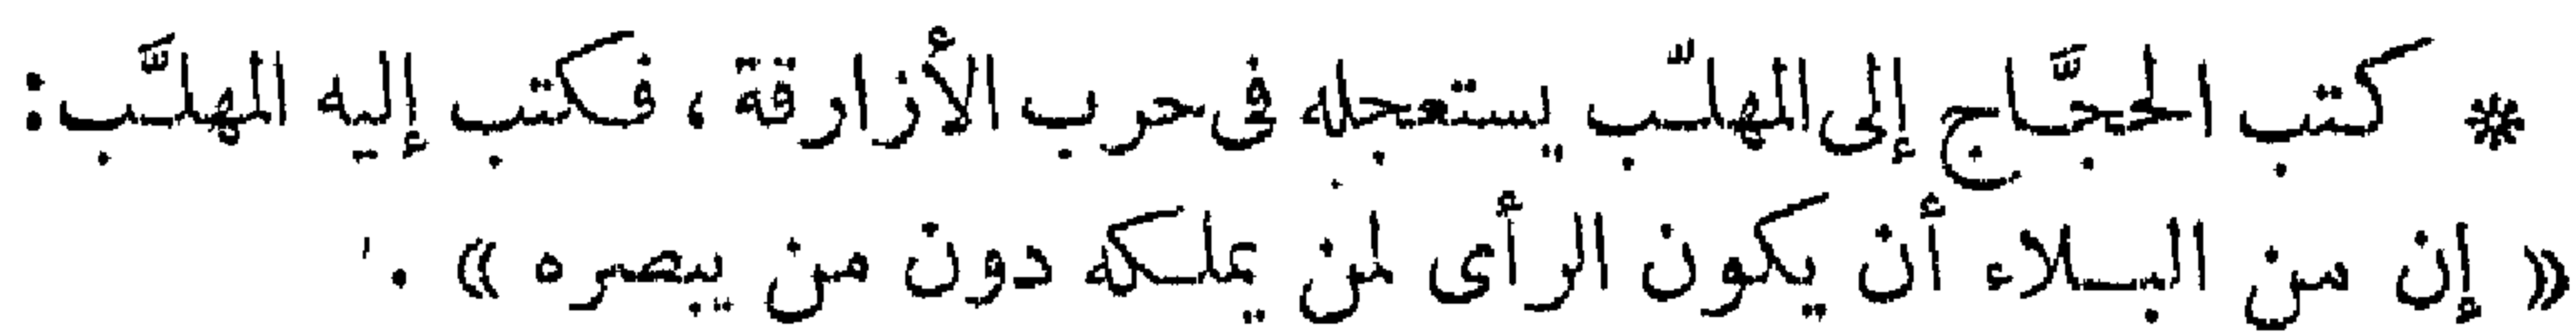 * كتب الحجَّاج إلى المهلّب يستعجله فى حرب الأزارقة ، فكتب إليه المهلَّب :
« إن من البلاء أن يكون الرأى لمن يملكه دون من يبصره » .